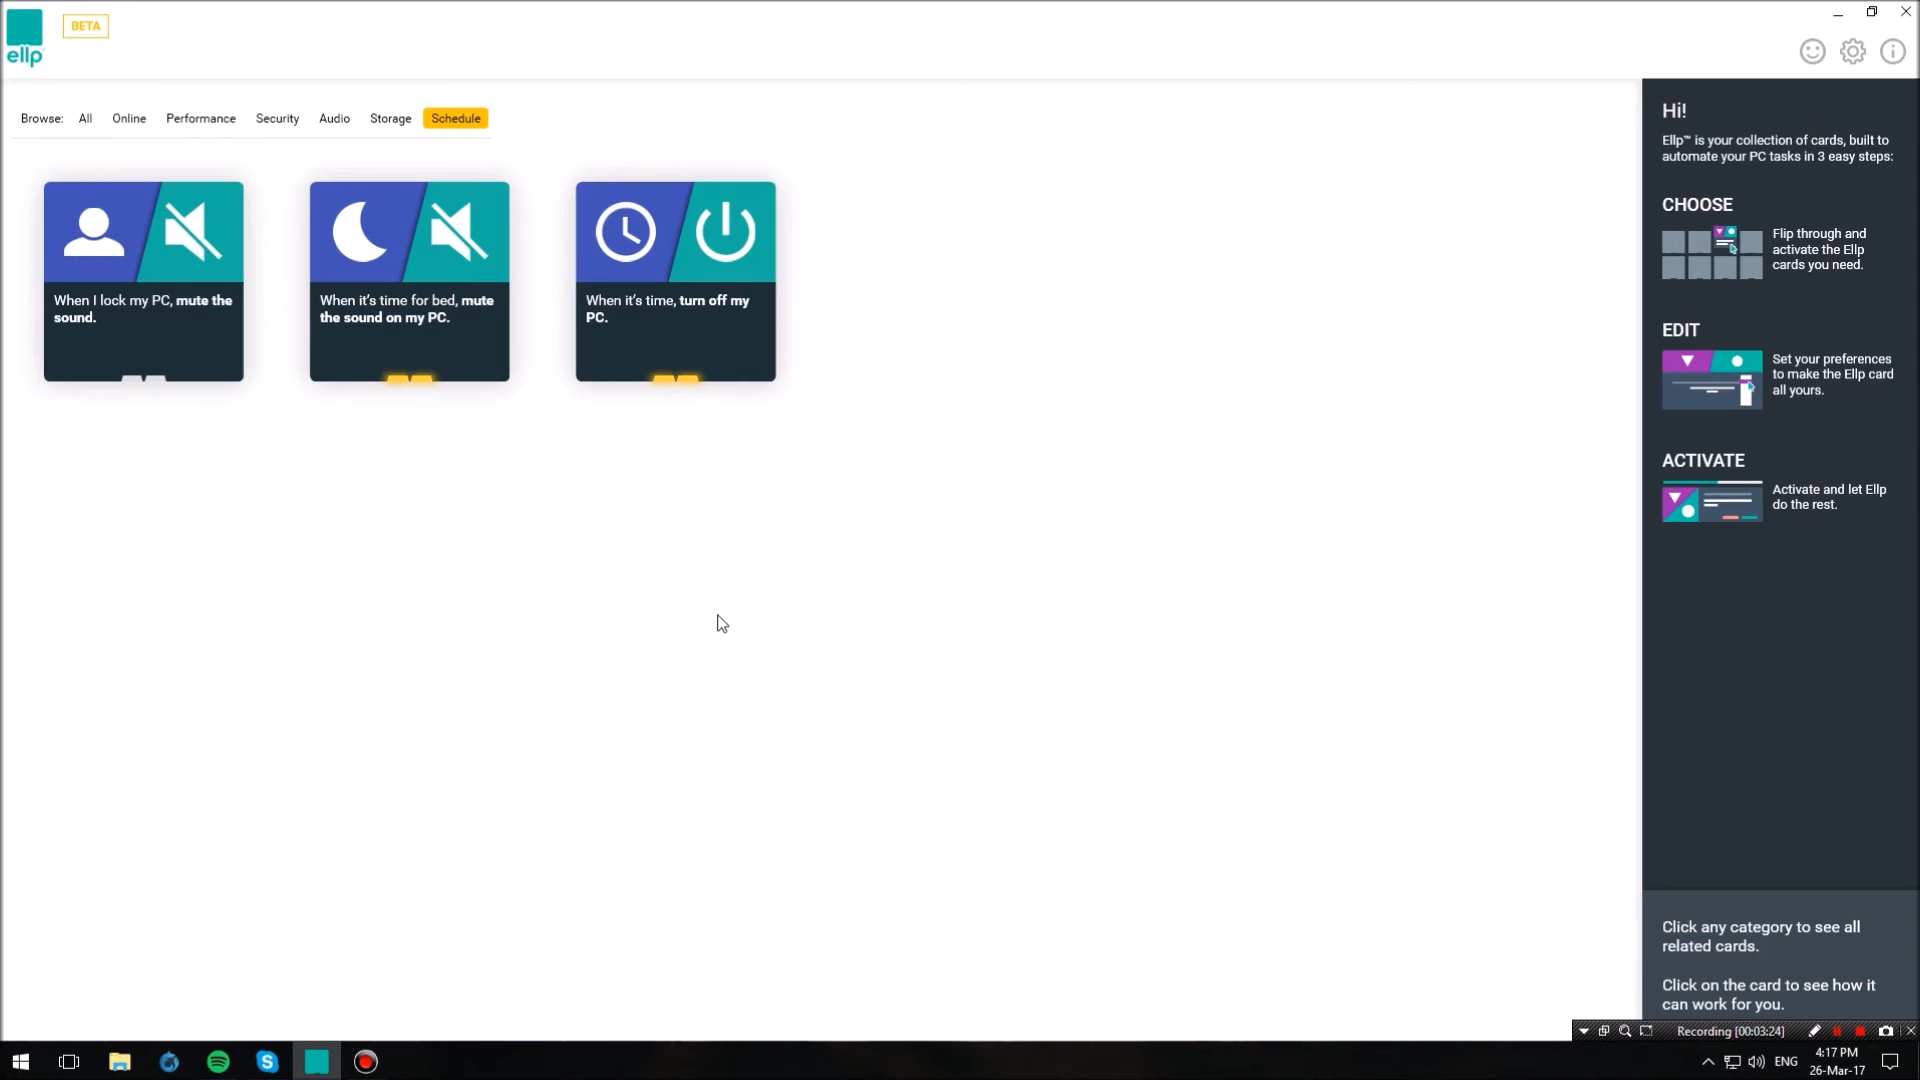 ellp
BETA
Browse: All Online Performance Security Audio Storage Schedule
When I lock my PC, mute the
sound.
When it's time for bed, mute
the sound on my PC.
When it's time, turn off my
PC.
Hi!
Ellp™ is your collection of cards, built to
automate your PC tasks in 3 easy steps:
CHOOSE
Flip through and
activate the Ellp
cards you need.
EDIT
Set your preferences
to make the Ellp card
all yours.
ACTIVATE
Activate and let Ellp
do the rest.
Click any category to see all
related cards.
Click on the card to see how it
can work for you.
Recording [00:03:24]
ENG
4:17 PM
26-Mar-17